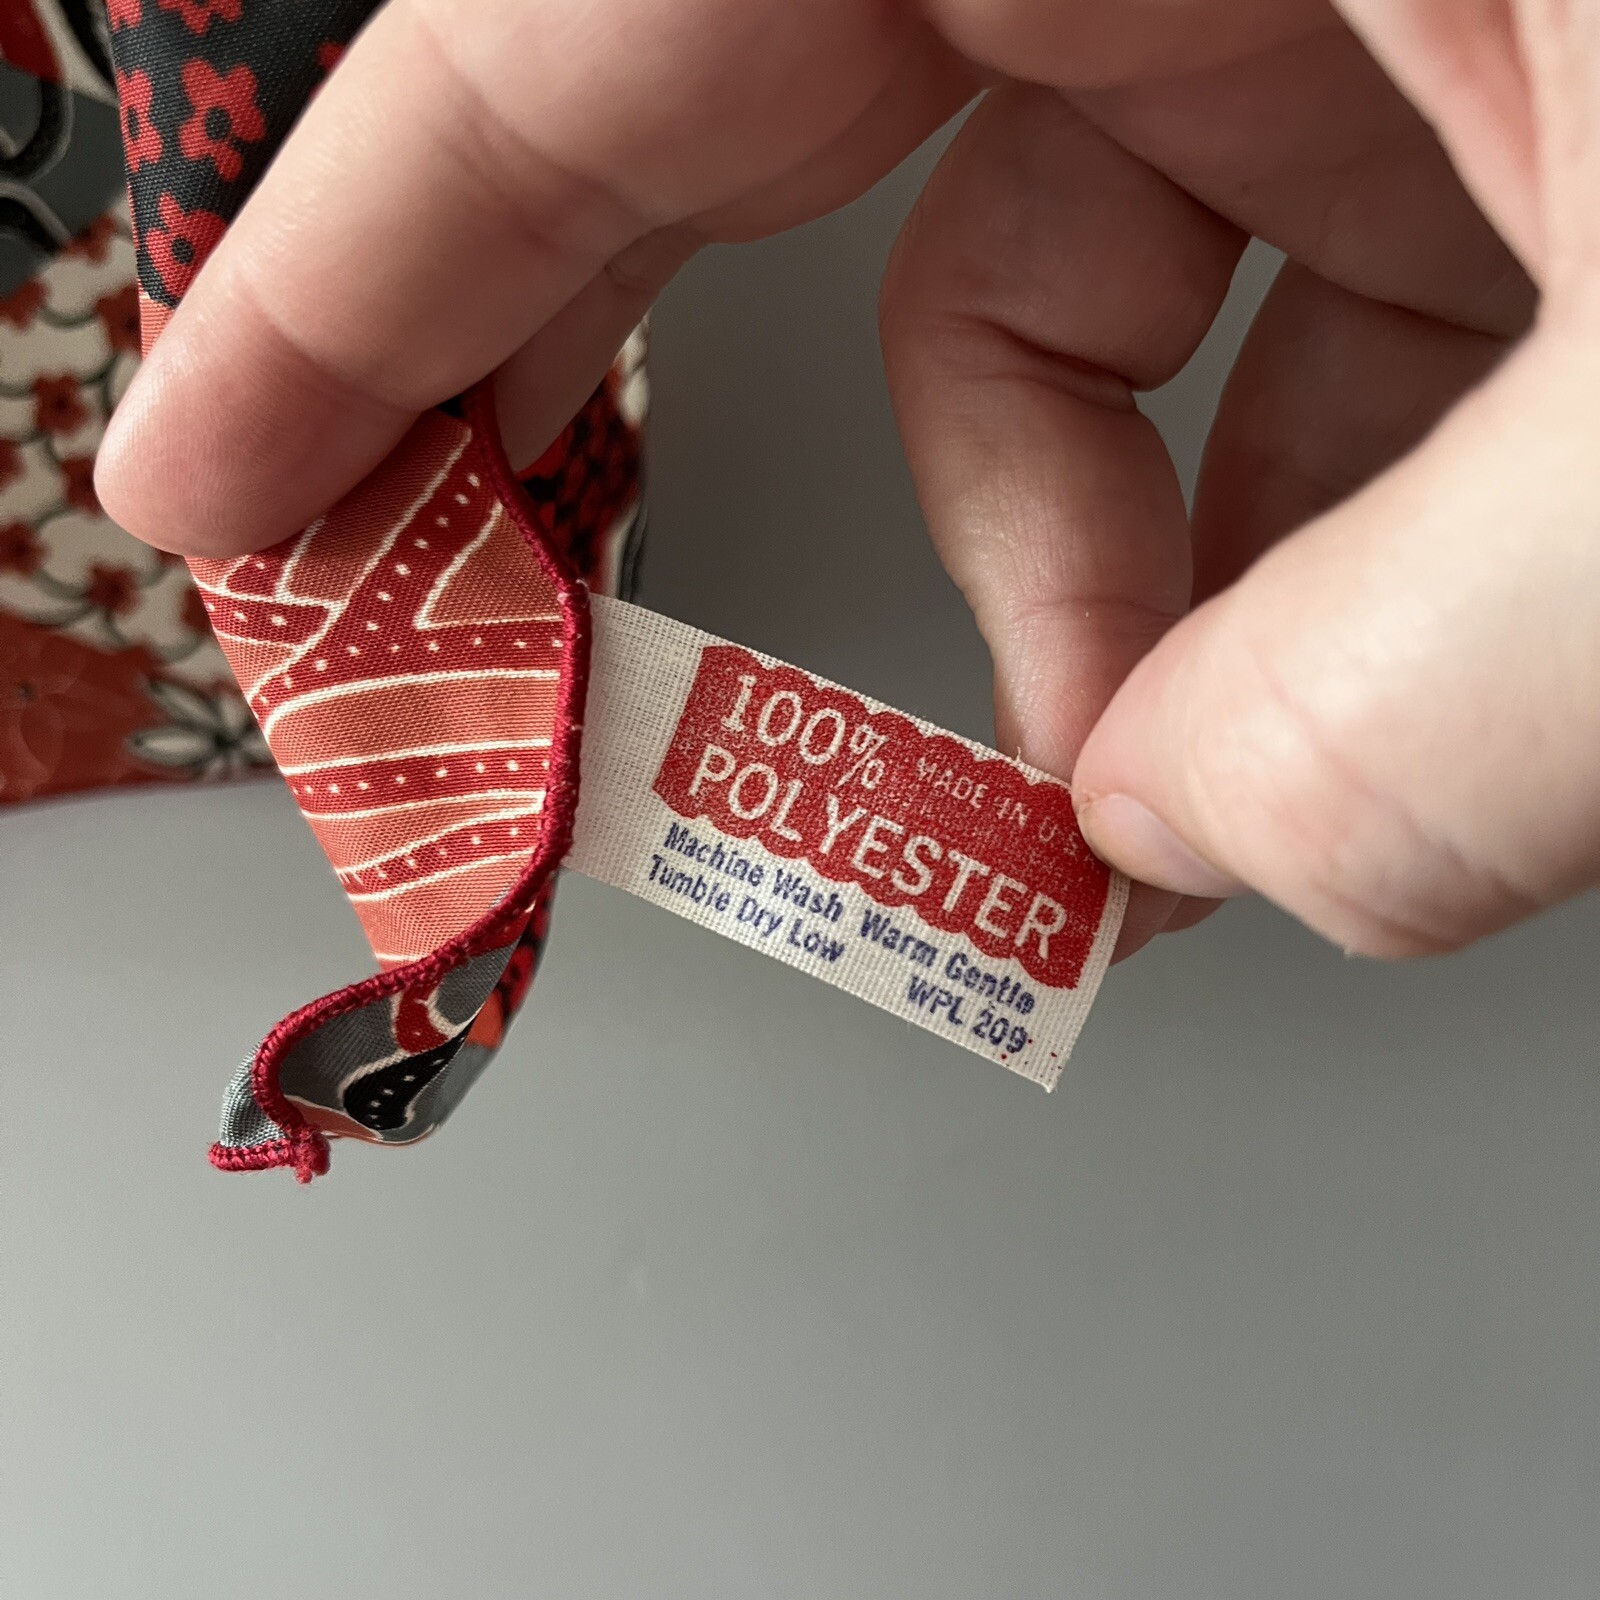 100% MADE IN U.S.A
POLYESTER
Machine Wash Warm Gentle
Tumble Dry Low
WPL 209